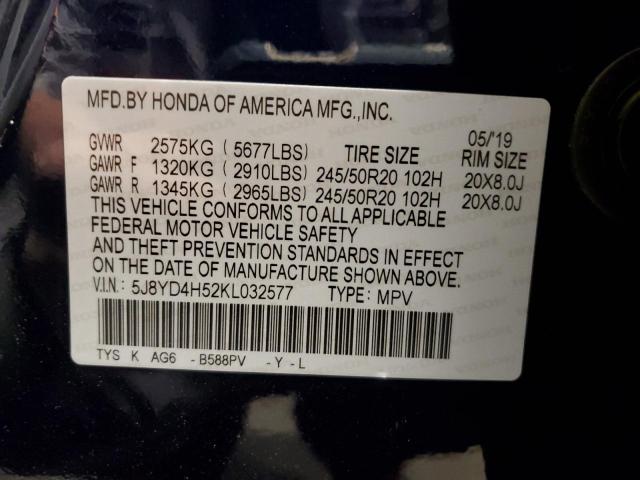 MFD.BY HONDA OF AMERICA MFG.,INC.
05/'19
GVWR 2575KG ( 5677LBS ) TIRE SIZE RIM SIZE
GAWR F 1320KG ( 2910LBS ) 245/50R20 102H 20X8.0J
GAWR R 1345KG ( 2965LBS ) 245/50R20 102H 20X8.0J
THIS VEHICLE CONFORMS TO ALL APPLICABLE
FEDERAL MOTOR VEHICLE SAFETY
AND THEFT PREVENTION STANDARDS IN EFFECT
ON THE DATE OF MANUFACTURE SHOWN ABOVE.
V.I.N.: 5J8YD4H52KL032577 TYPE: MPV
TYS K AG6 - B588PV - Y - L